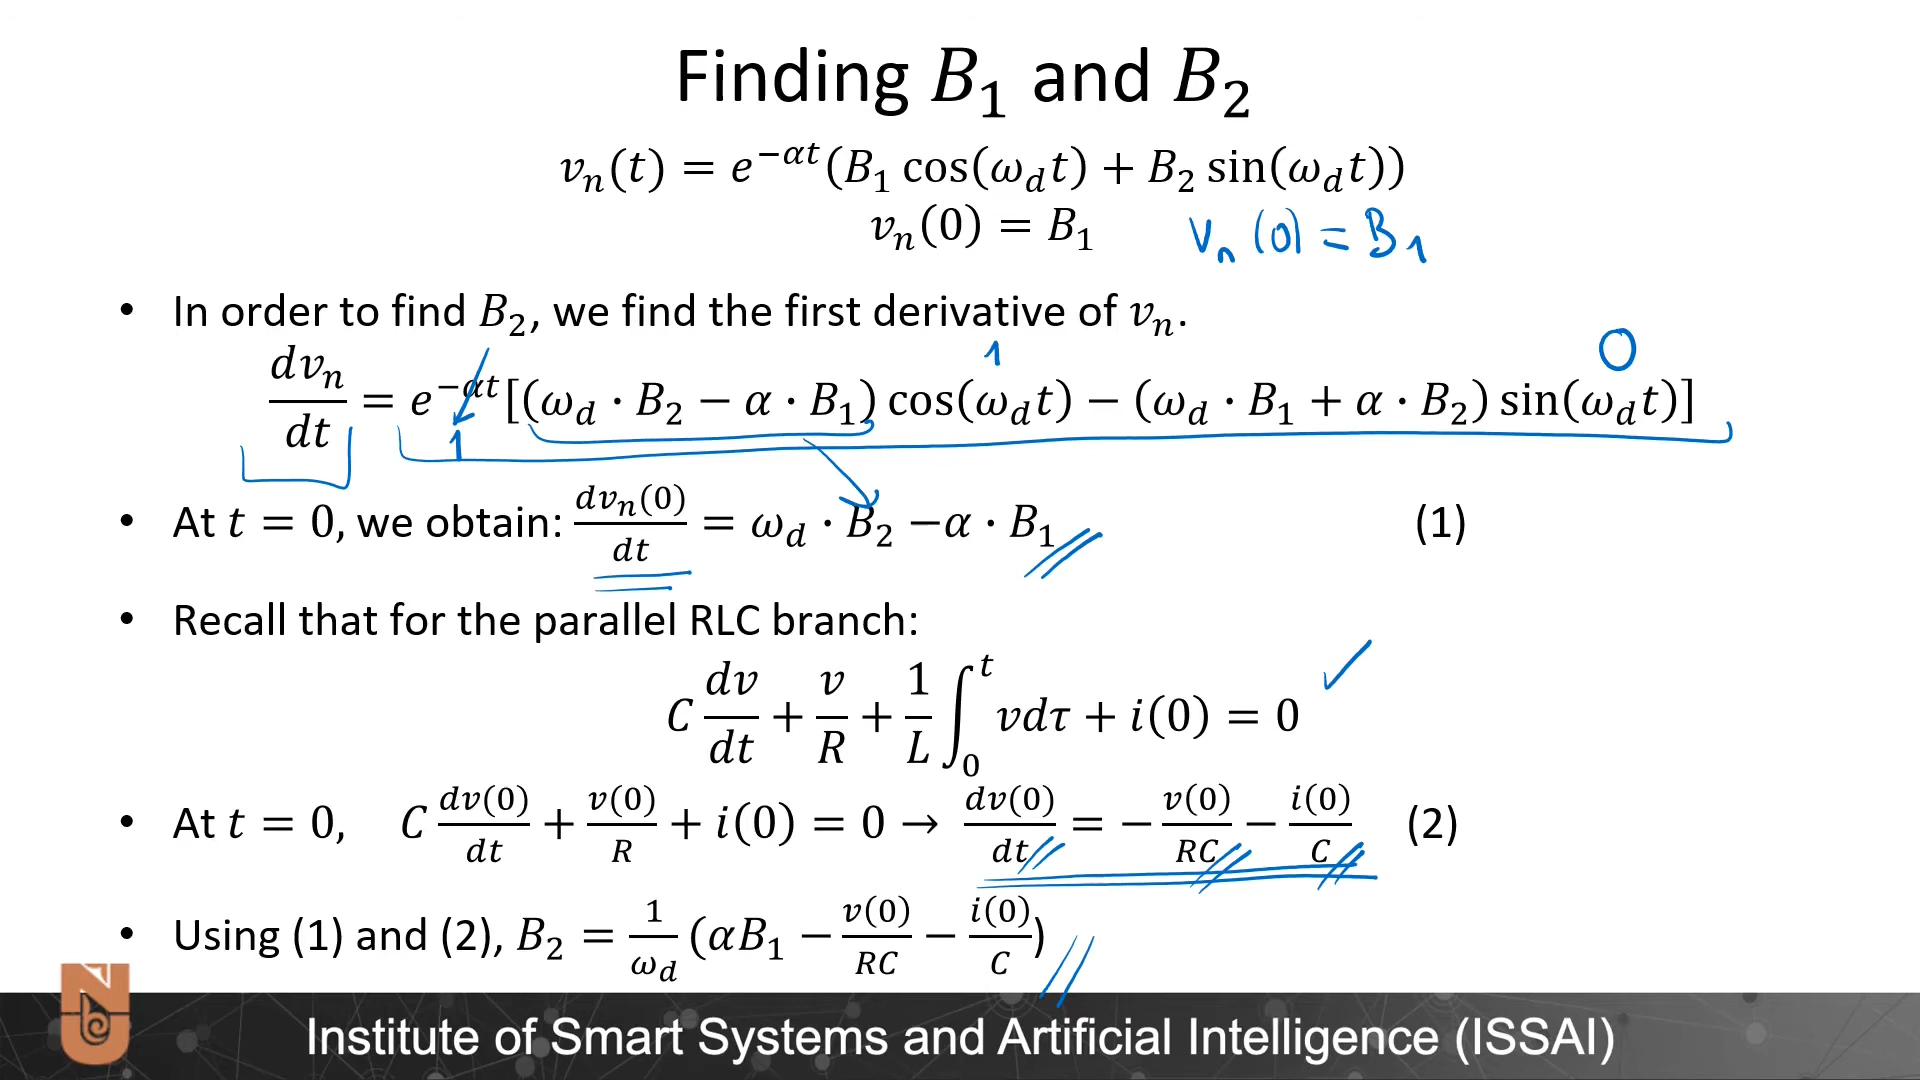 Finding B₁ and B₂
vₙ(t) = e^{−αt}(B₁ cos(ω_d t) + B₂ sin(ω_d t))
vₙ(0) = B₁ Vₙ (0) = B₁
• In order to find B₂, we find the first derivative of vₙ.
1 0
dvₙ/dt = e^{−αt}[(ω_d · B₂ − α · B₁) cos(ω_d t) − (ω_d · B₁ + α · B₂) sin(ω_d t)]
1
• At t = 0, we obtain: dvₙ(0)/dt = ω_d · B₂ −α · B₁ (1)
• Recall that for the parallel RLC branch:
C dv/dt + v/R + 1/L ∫₀ᵗ vdτ + i(0) = 0 ✓
• At t = 0, C dv(0)/dt + v(0)/R + i(0) = 0 → dv(0)/dt = − v(0)/RC − i(0)/C (2)
• Using (1) and (2), B₂ = 1/ω_d (αB₁ − v(0)/RC − i(0)/C)
Institute of Smart Systems and Artificial Intelligence (ISSAI)